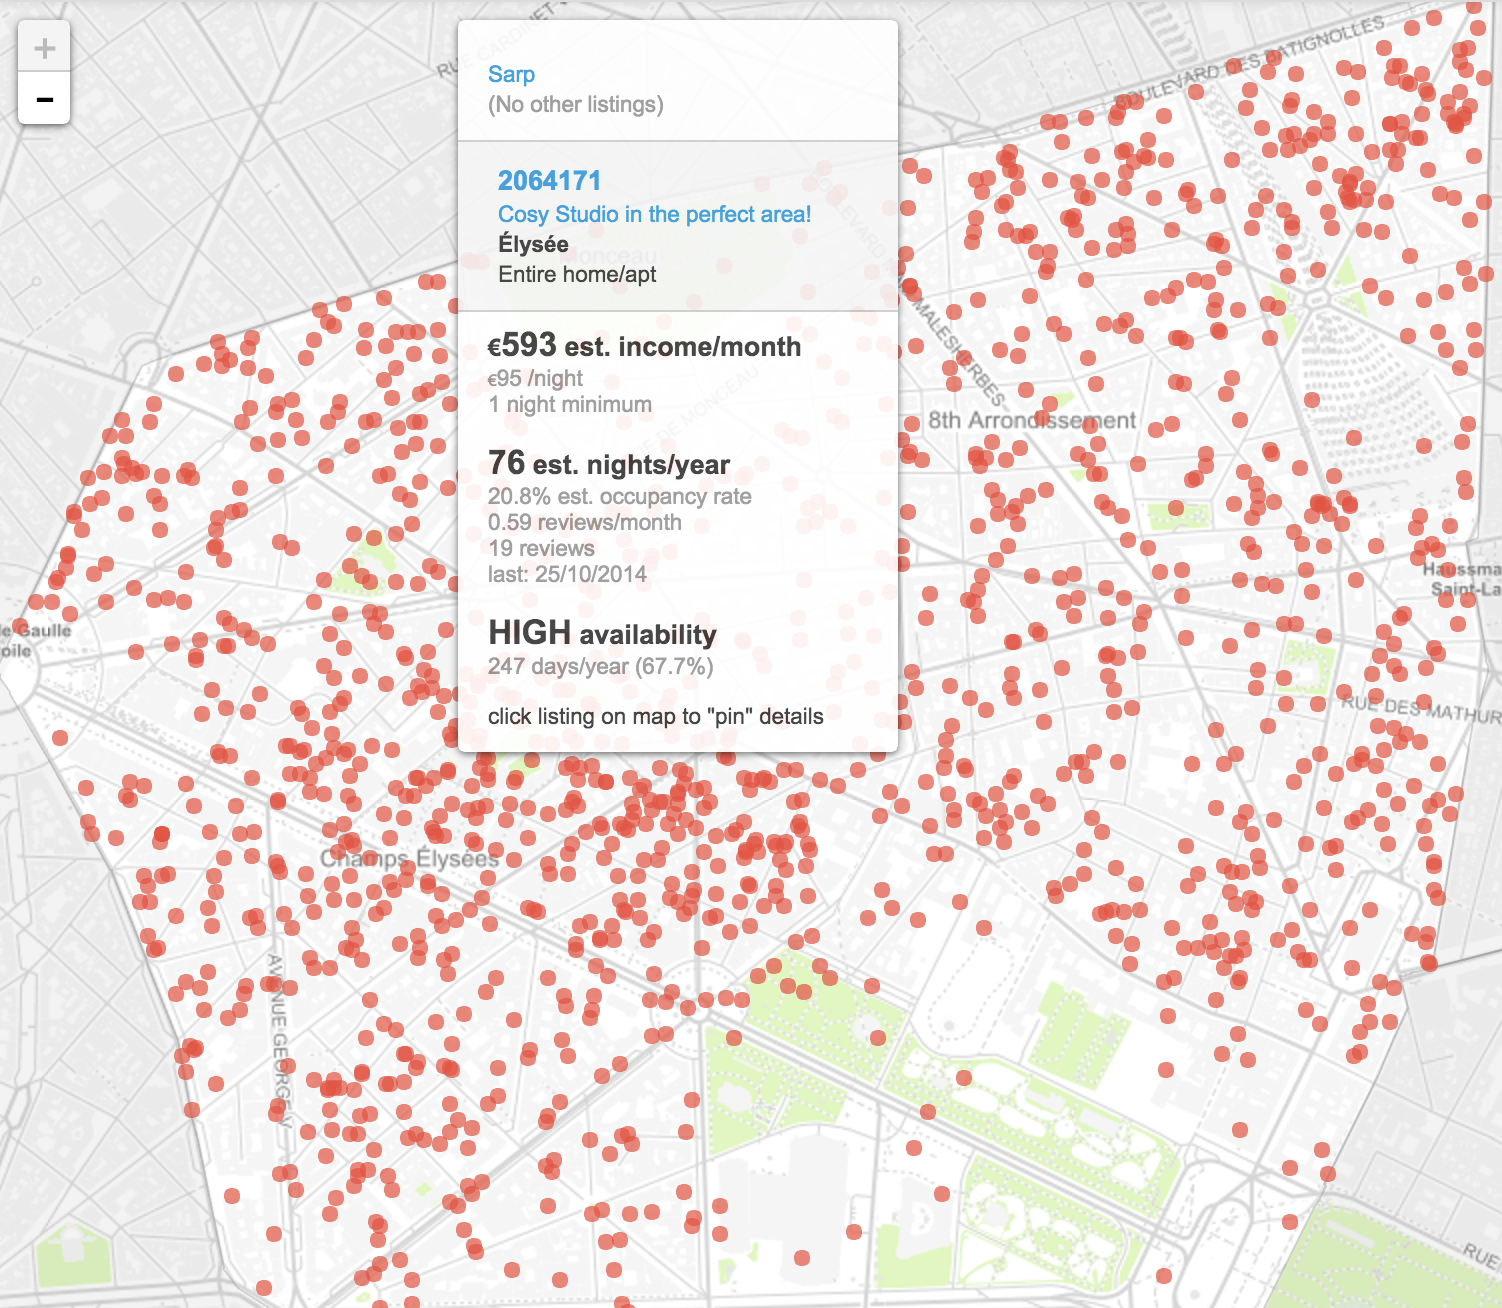 +
-
RUE CARDINET
BOULEVARD DES BATIGNOLLES
Sarp
(No other listings)
2064171
Cosy Studio in the perfect area!
Élysée
Entire home/apt
Monceau
€593 est. income/month
€95 /night
1 night minimum
76 est. nights/year
20.8% est. occupancy rate
0.59 reviews/month
19 reviews
last: 25/10/2014
HIGH availability
247 days/year (67.7%)
click listing on map to "pin" details
MALESHERBES
8th Arrondissement
Haussma
Saint-La
le Gaulle
oile
RUE DES MATHUR
Champs Élysées
AVENUE GEORGE V
RUE